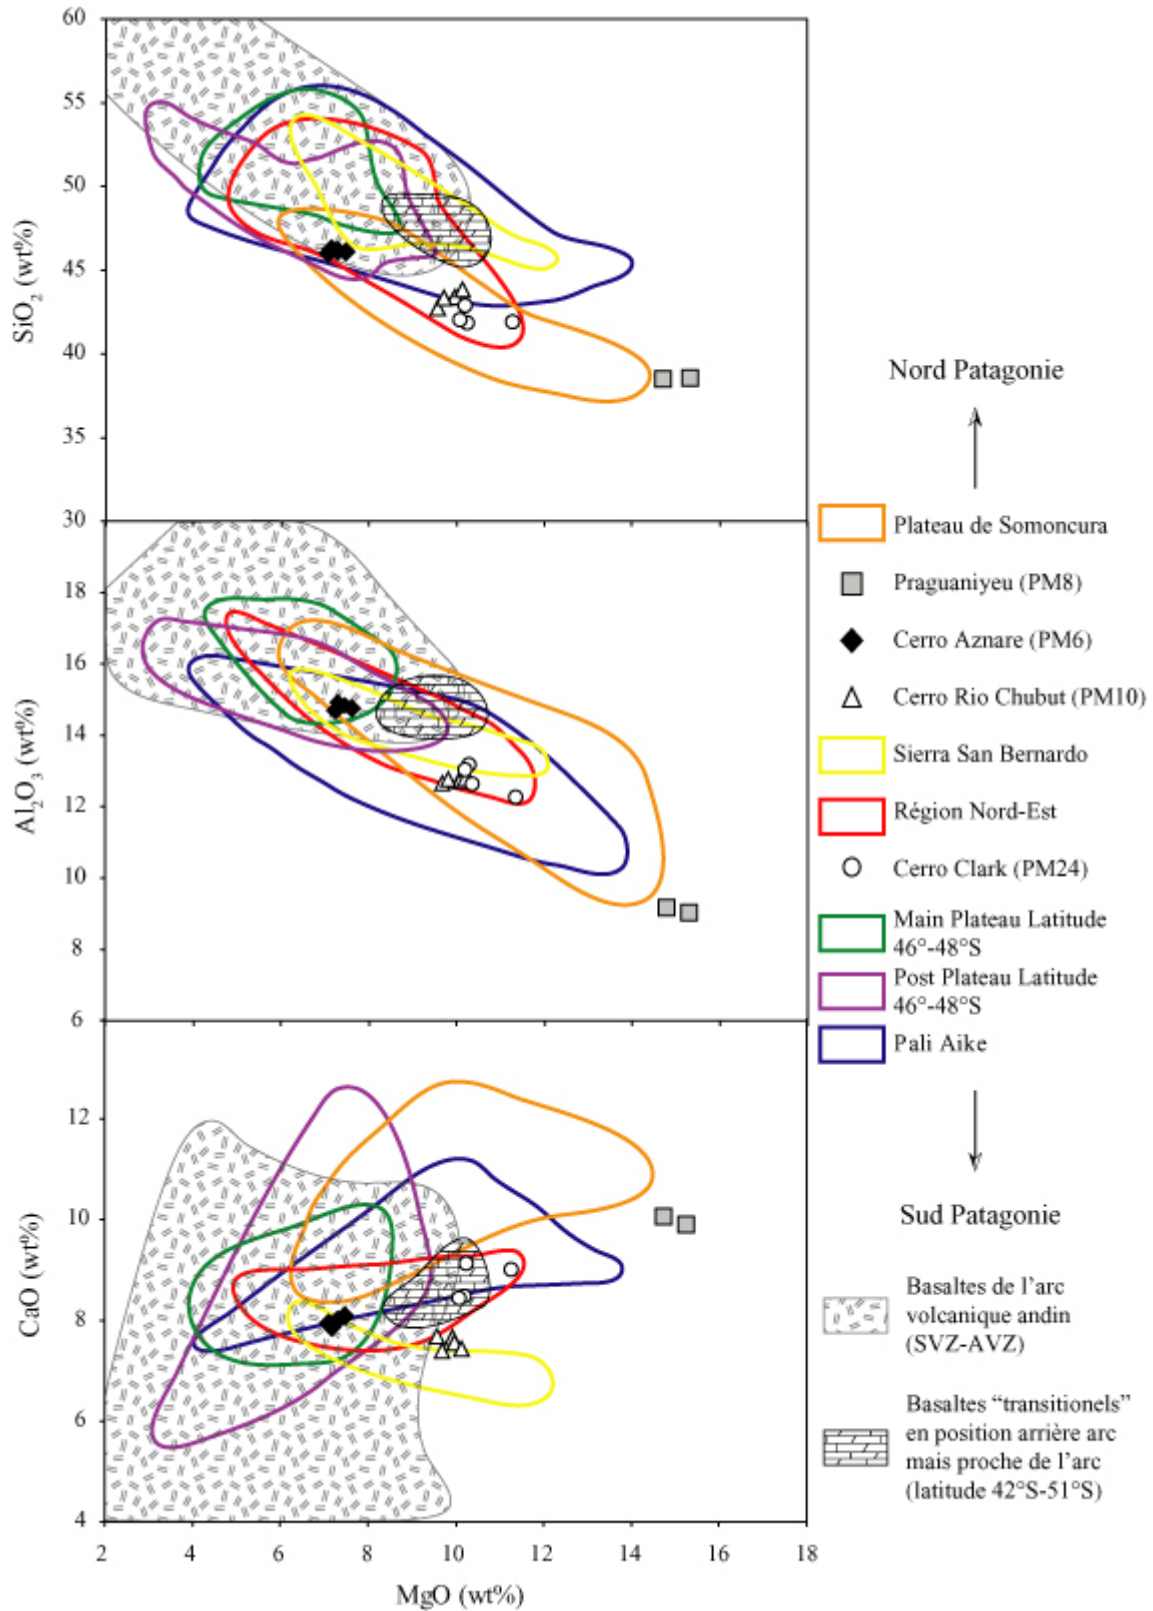 60
55
50
45
40
35
30
SiO₂ (wt%)
18
16
14
12
10
8
6
Al₂O₃ (wt%)
12
10
8
6
4
CaO (wt%)
2 4 6 8 10 12 14 16 18
MgO (wt%)
Nord Patagonie
Plateau de Somoncura
Praguaniyeu (PM8)
Cerro Aznare (PM6)
Cerro Rio Chubut (PM10)
Sierra San Bernardo
Région Nord-Est
Cerro Clark (PM24)
Main Plateau Latitude
46°-48°S
Post Plateau Latitude
46°-48°S
Pali Aike
Sud Patagonie
Basaltes de l'arc
volcanique andin
(SVZ-AVZ)
Basaltes “transitionels”
en position arrière arc
mais proche de l'arc
(latitude 42°S-51°S)